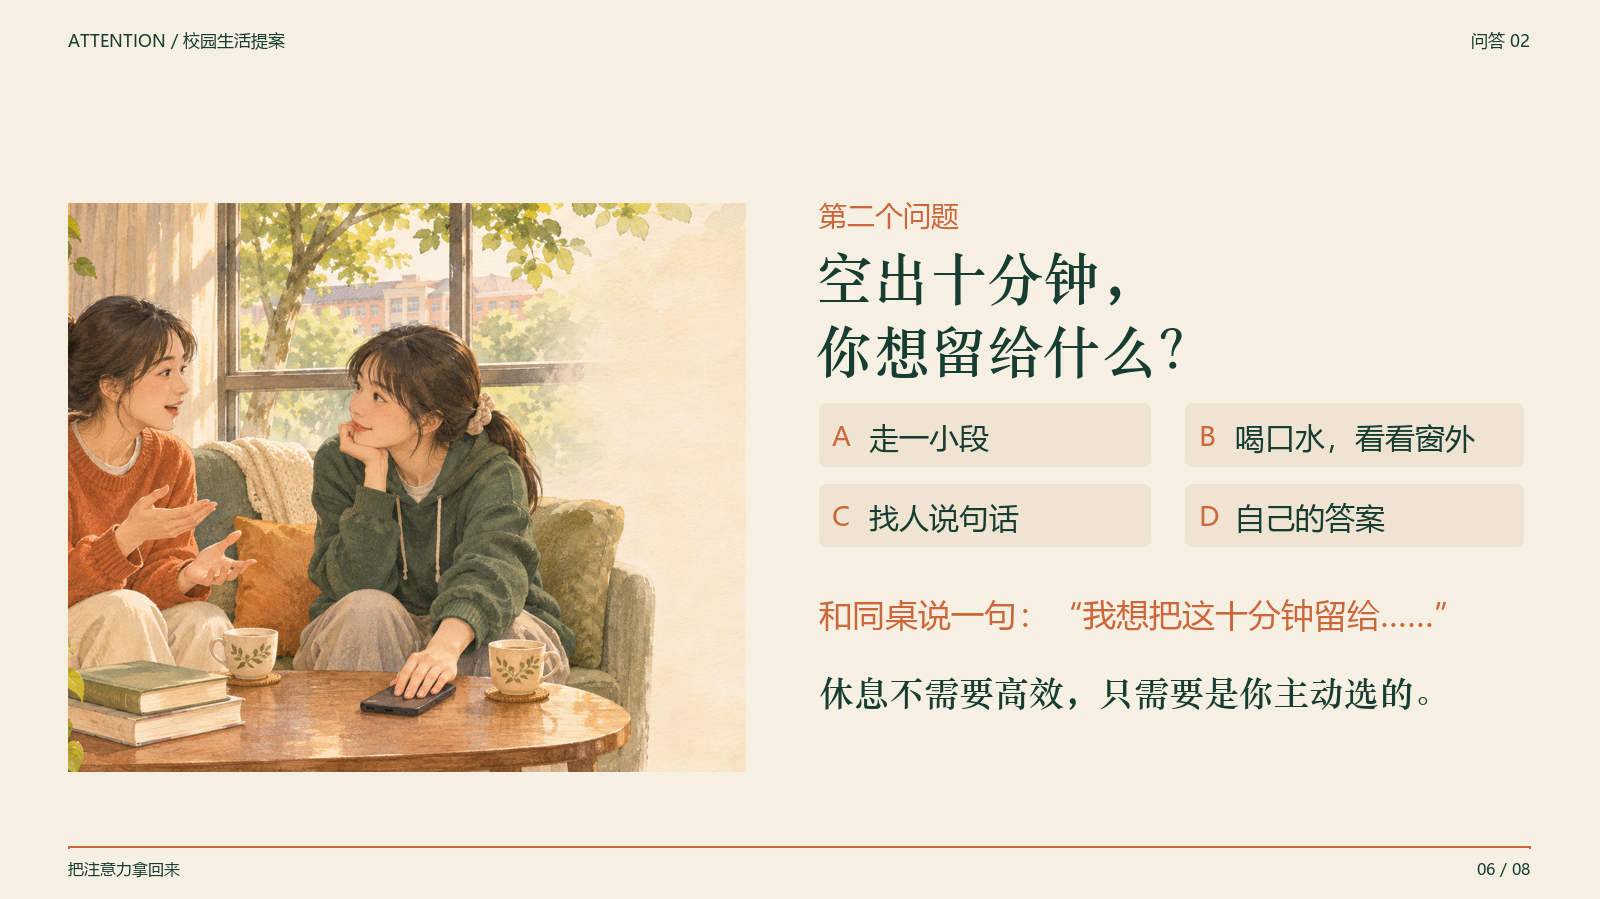 ATTENTION / 校园生活提案
问答 02
第二个问题
空出十分钟，
你想留给什么？
A 走一小段
B 喝口水，看看窗外
C 找人说句话
D 自己的答案
和同桌说一句：“我想把这十分钟留给……”
休息不需要高效，只需要是你主动选的。
把注意力拿回来
06 / 08